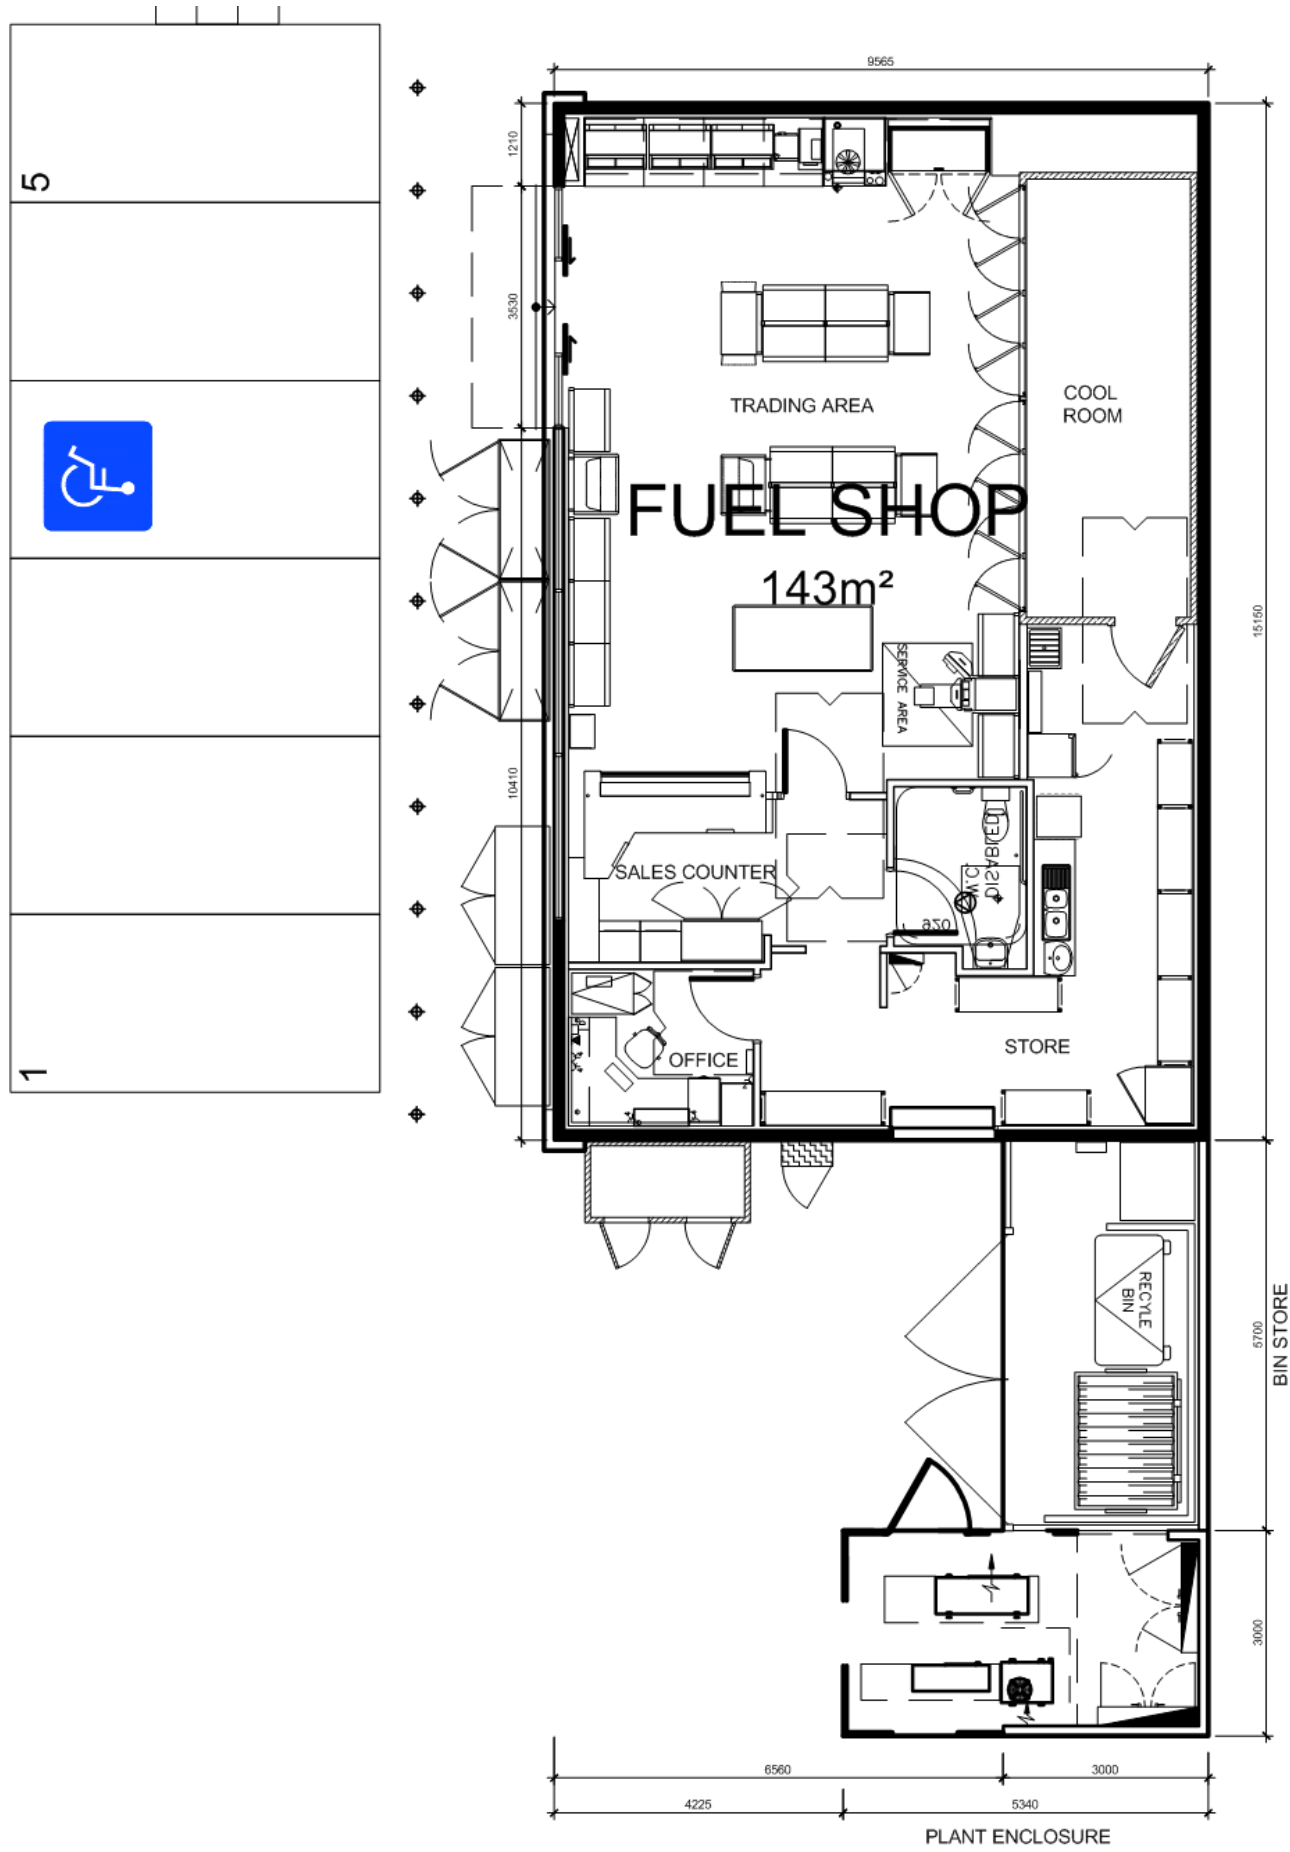 9565
1210
5
3530
TRADING AREA
COOL
ROOM
FUEL SHOP
143m²
15150
SERVICE AREA
10410
SALES COUNTER
DISABLED
W.C.
920
1
OFFICE
STORE
RECYLE
BIN
5700
BIN STORE
3000
6560
3000
4225
5340
PLANT ENCLOSURE